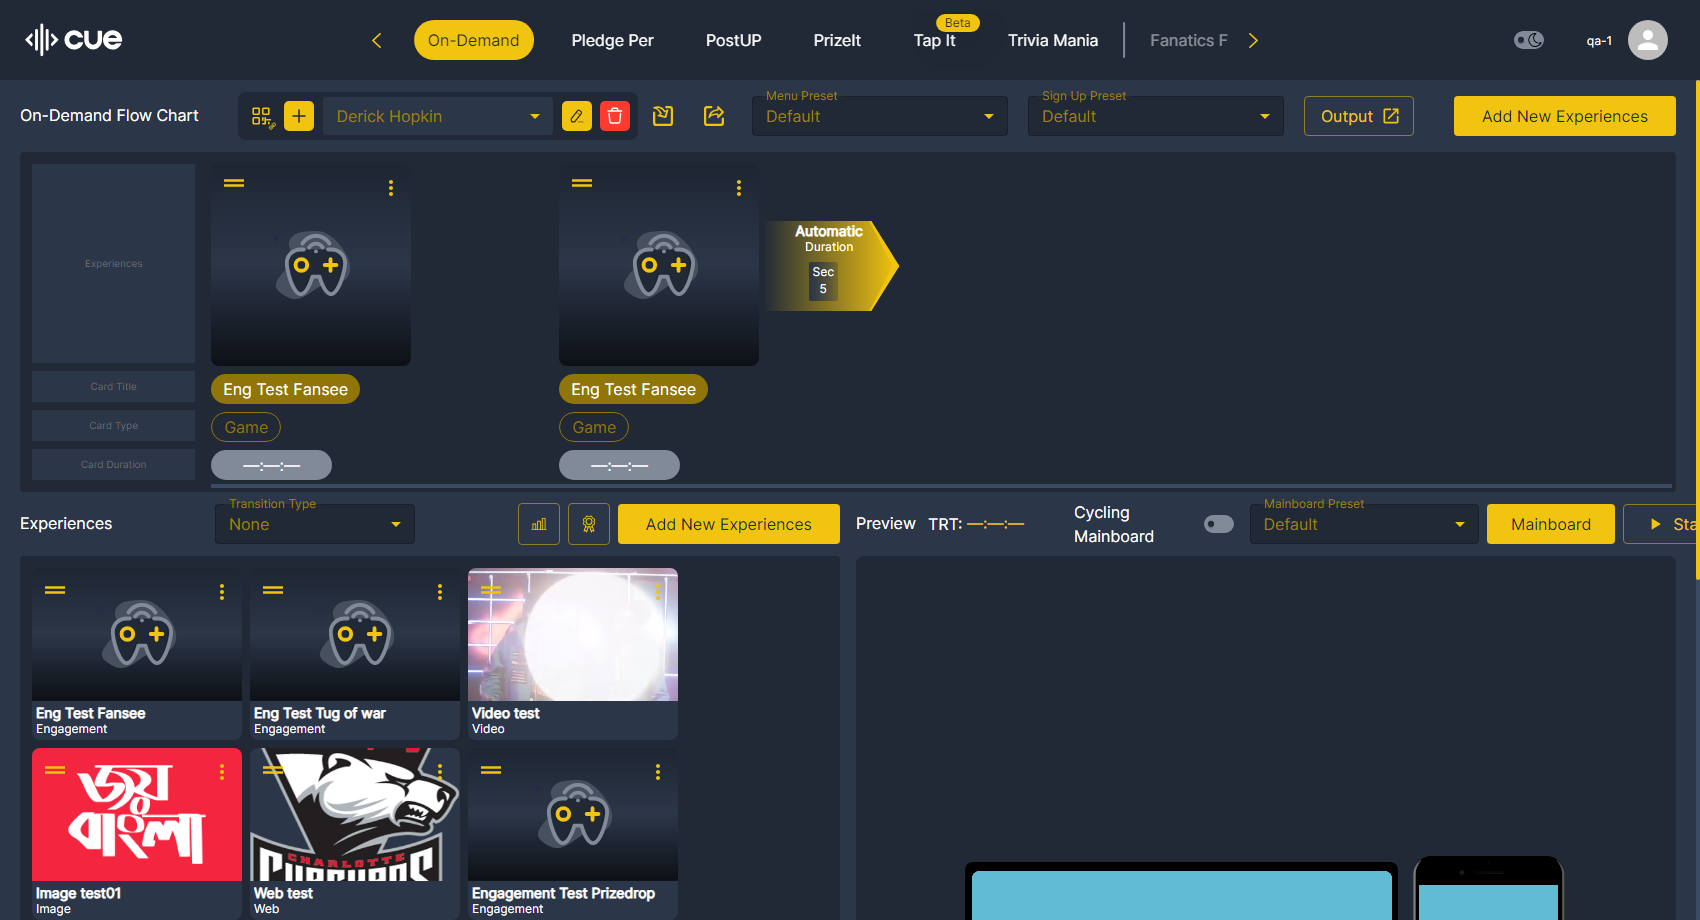 cue
On-Demand
Pledge Per
PostUP
PrizeIt
Beta
Tap It
Trivia Mania
Fanatics F
qa-1
On-Demand Flow Chart
Derick Hopkin
Menu Preset
Default
Sign Up Preset
Default
Output
Add New Experiences
Experiences
Automatic
Duration
Sec
5
Card Title
Eng Test Fansee
Eng Test Fansee
Card Type
Game
Game
Card Duration
—:—:—
—:—:—
Experiences
Transition Type
None
Add New Experiences
Preview
TRT: —:—:—
Cycling
Mainboard
Mainboard Preset
Default
Mainboard
Sta
Eng Test Fansee
Engagement
Eng Test Tug of war
Engagement
Video test
Video
জয়
বাংলা
CHARLOTTE
Image test01
Image
Web test
Web
Engagement Test Prizedrop
Engagement